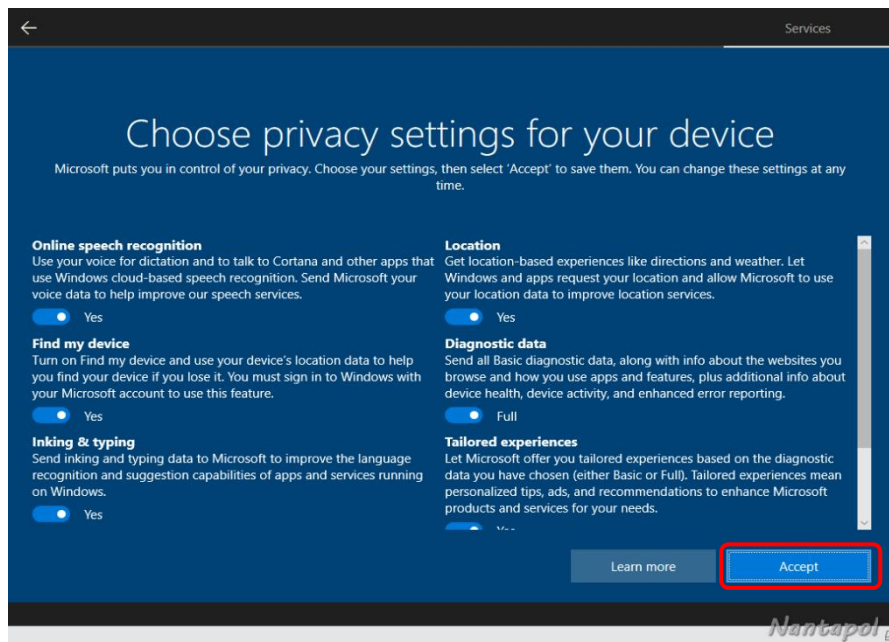 Services
Choose privacy settings for your device
Microsoft puts you in control of your privacy. Choose your settings, then select 'Accept' to save them. You can change these settings at any
time.
Online speech recognition
Use your voice for dictation and to talk to Cortana and other apps that
use Windows cloud-based speech recognition. Send Microsoft your
voice data to help improve our speech services.
Yes
Find my device
Turn on Find my device and use your device's location data to help
you find your device if you lose it. You must sign in to Windows with
your Microsoft account to use this feature.
Yes
Inking & typing
Send inking and typing data to Microsoft to improve the language
recognition and suggestion capabilities of apps and services running
on Windows.
Yes
Location
Get location-based experiences like directions and weather. Let
Windows and apps request your location and allow Microsoft to use
your location data to improve location services.
Yes
Diagnostic data
Send all Basic diagnostic data, along with info about the websites you
browse and how you use apps and features, plus additional info about
device health, device activity, and enhanced error reporting.
Full
Tailored experiences
Let Microsoft offer you tailored experiences based on the diagnostic
data you have chosen (either Basic or Full). Tailored experiences mean
personalized tips, ads, and recommendations to enhance Microsoft
products and services for your needs.
Yes
Learn more
Accept
Nantapol